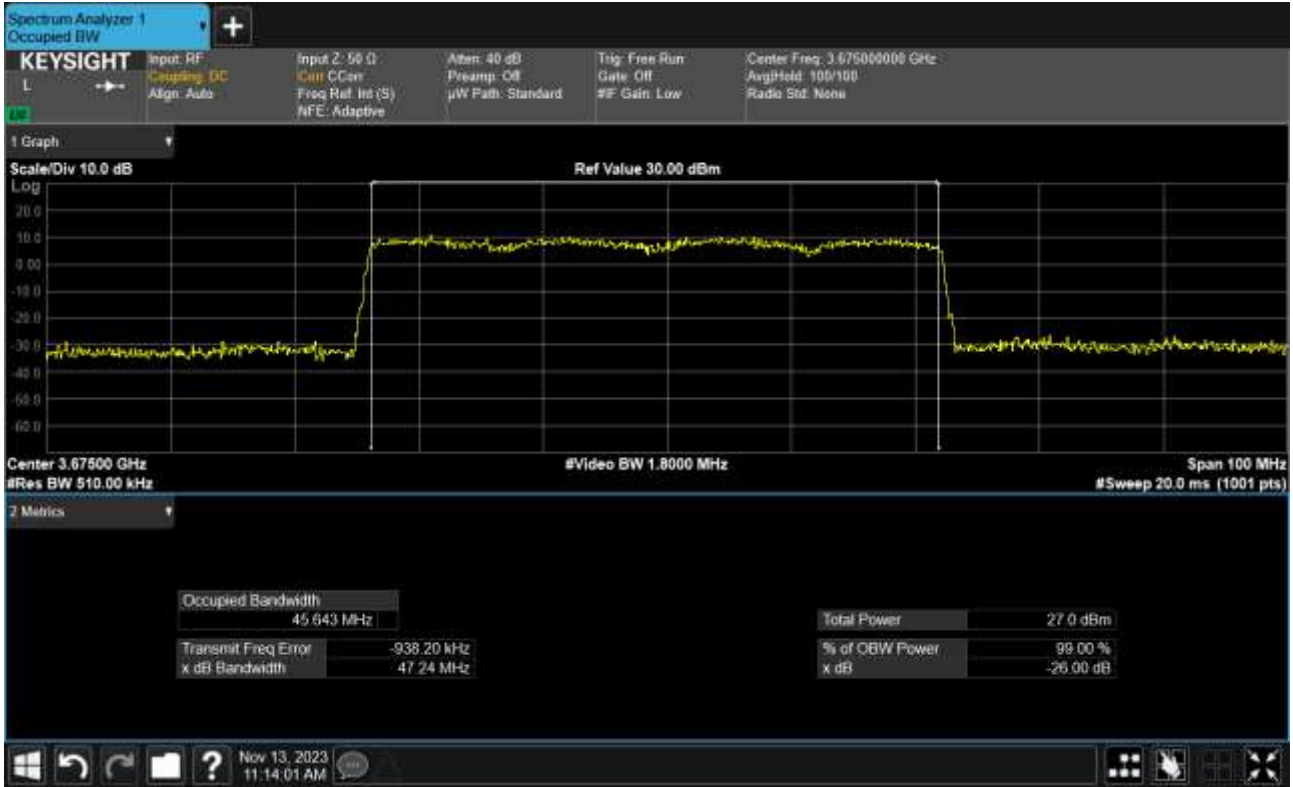 Spectrum Analyzer 1
Occupied BW
+
KEYSIGHT
L
Input: RF
Coupling: DC
Align: Auto
Input Z: 50 Ω
Corr CCorr
Freq Ref: Int (S)
NFE: Adaptive
Atten: 40 dB
Preamp: Off
µW Path: Standard
Trig: Free Run
Gate: Off
#IF Gain: Low
Center Freq: 3.675000000 GHz
Avg|Hold: 100/100
Radio Std: None
1 Graph
Scale/Div 10.0 dB
Ref Value 30.00 dBm
Log
20.0
10.0
0.00
-10.0
-20.0
-30.0
-40.0
-50.0
-60.0
Center 3.67500 GHz
#Video BW 1.8000 MHz
Span 100 MHz
#Res BW 510.00 kHz
#Sweep 20.0 ms (1001 pts)
2 Metrics
Occupied Bandwidth
45.643 MHz
Total Power 27.0 dBm
Transmit Freq Error -938.20 kHz
% of OBW Power 99.00 %
x dB Bandwidth 47.24 MHz
x dB -26.00 dB
?
Nov 13, 2023
11:14:01 AM